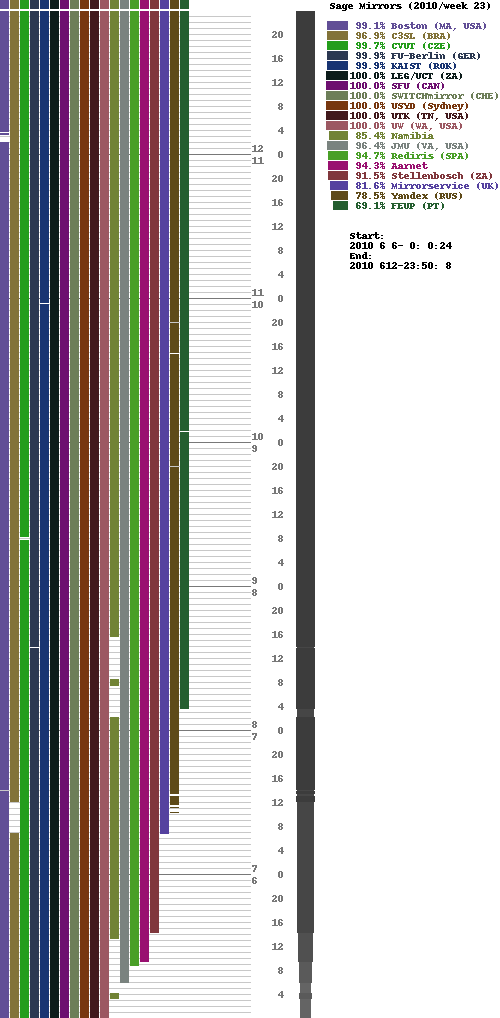 Sage Mirrors (2010/week 23)
99.1% Boston (MA, USA)
96.9% C3SL (BRA)
99.7% CVUT (CZE)
99.9% FU-Berlin (GER)
99.9% KAIST (ROK)
100.0% LEG/UCT (ZA)
100.0% SFU (CAN)
100.0% SWITCHmirror (CHE)
100.0% USYD (Sydney)
100.0% UTK (TN, USA)
100.0% UW (WA, USA)
85.4% Namibia
96.4% JMU (VA, USA)
94.7% Rediris (SPA)
94.3% Aarnet
91.5% Stellenbosch (ZA)
81.6% Mirrorservice (UK)
78.5% Yandex (RUS)
69.1% FEUP (PT)
Start:
2010 6 6- 0: 0:24
End:
2010 612-23:50: 8
20
16
12
8
4
12
0
11
20
16
12
8
4
11
0
10
20
16
12
8
4
10
0
9
20
16
12
8
4
9
0
8
20
16
12
8
4
8
0
7
20
16
12
8
4
7
0
6
20
16
12
8
4